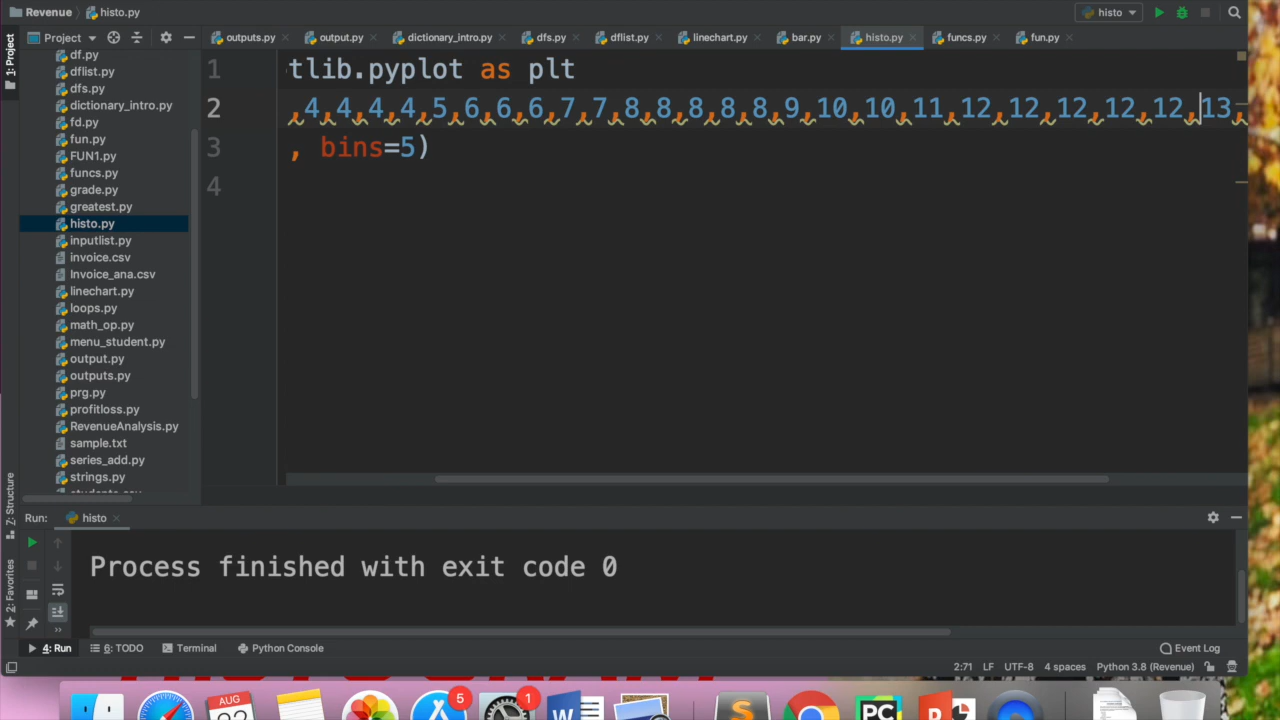 Revenue histo.py histo
1: Project
Project outputs.py output.py dictionary_intro.py dfs.py dflist.py linechart.py bar.py histo.py funcs.py fun.py
df.py
dflist.py
dfs.py
dictionary_intro.py
fd.py
fun.py
FUN1.py
funcs.py
grade.py
greatest.py
histo.py
inputlist.py
invoice.csv
Invoice_ana.csv
linechart.py
loops.py
math_op.py
menu_student.py
output.py
outputs.py
prg.py
profitloss.py
RevenueAnalysis.py
sample.txt
series_add.py
strings.py
1 tlib.pyplot as plt
2 ,4,4,4,4,5,6,6,6,7,7,8,8,8,8,8,9,10,10,11,12,12,12,12,12,13,
3 , bins=5)
4
Z: Structure
2: Favorites
Run: histo
Process finished with exit code 0
4: Run 6: TODO Terminal Python Console Event Log
2:71 LF UTF-8 4 spaces Python 3.8 (Revenue)
AUG
5
1
W
S
PC
P